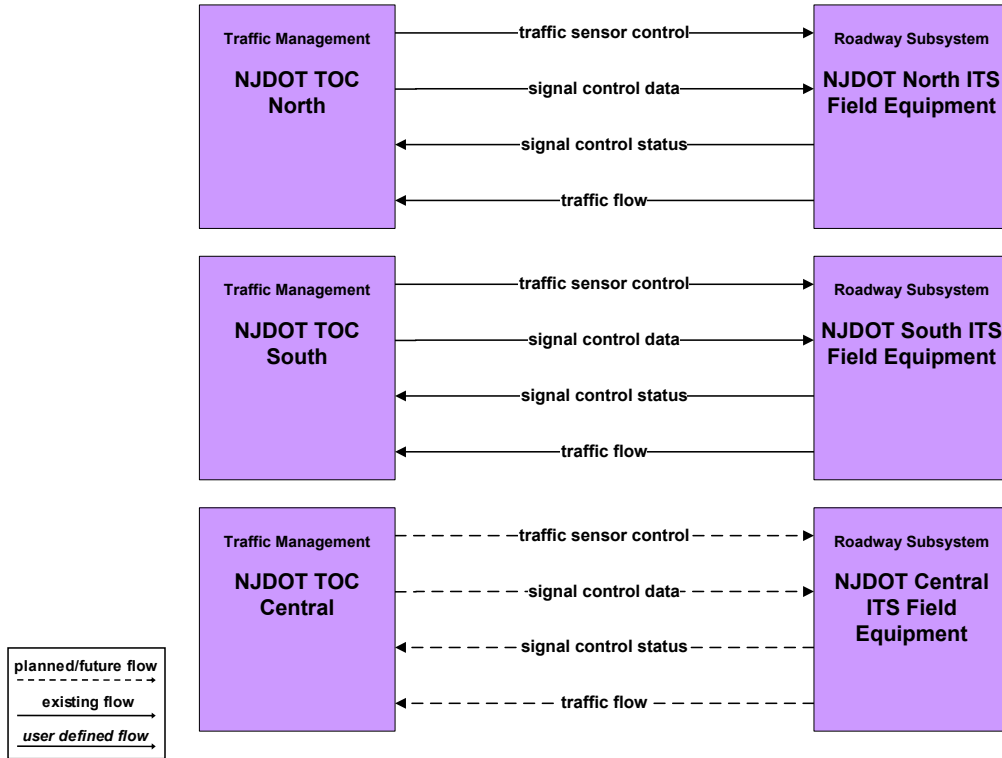 Traffic Management
NJDOT TOC
North
traffic sensor control
signal control data
signal control status
traffic flow
Roadway Subsystem
NJDOT North ITS
Field Equipment
Traffic Management
NJDOT TOC
South
traffic sensor control
signal control data
signal control status
traffic flow
Roadway Subsystem
NJDOT South ITS
Field Equipment
Traffic Management
NJDOT TOC
Central
traffic sensor control
signal control data
signal control status
traffic flow
Roadway Subsystem
NJDOT Central
ITS Field
Equipment
planned/future flow
existing flow
user defined flow